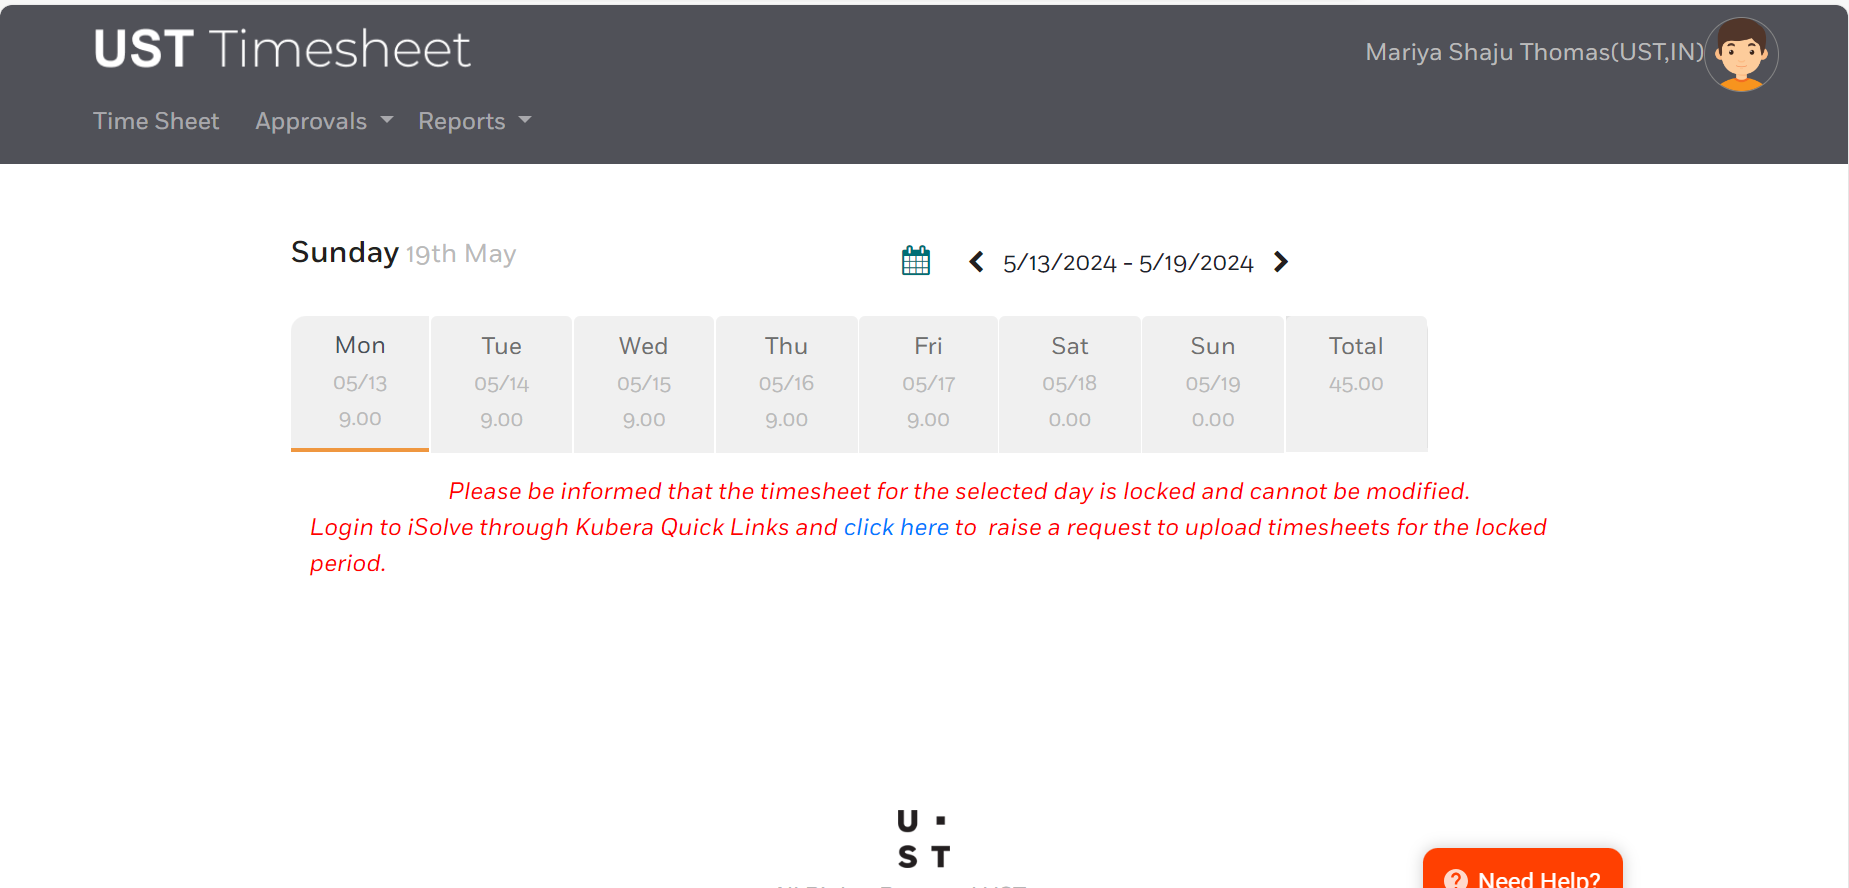 UST Timesheet
Mariya Shaju Thomas(UST,IN)
Time Sheet Approvals Reports
Sunday 19th May
5/13/2024 - 5/19/2024
Mon Tue Wed Thu Fri Sat Sun Total
05/13 05/14 05/15 05/16 05/17 05/18 05/19 45.00
9.00 9.00 9.00 9.00 9.00 0.00 0.00
Please be informed that the timesheet for the selected day is locked and cannot be modified.
Login to iSolve through Kubera Quick Links and click here to raise a request to upload timesheets for the locked
period.
U
ST
? Need Help?